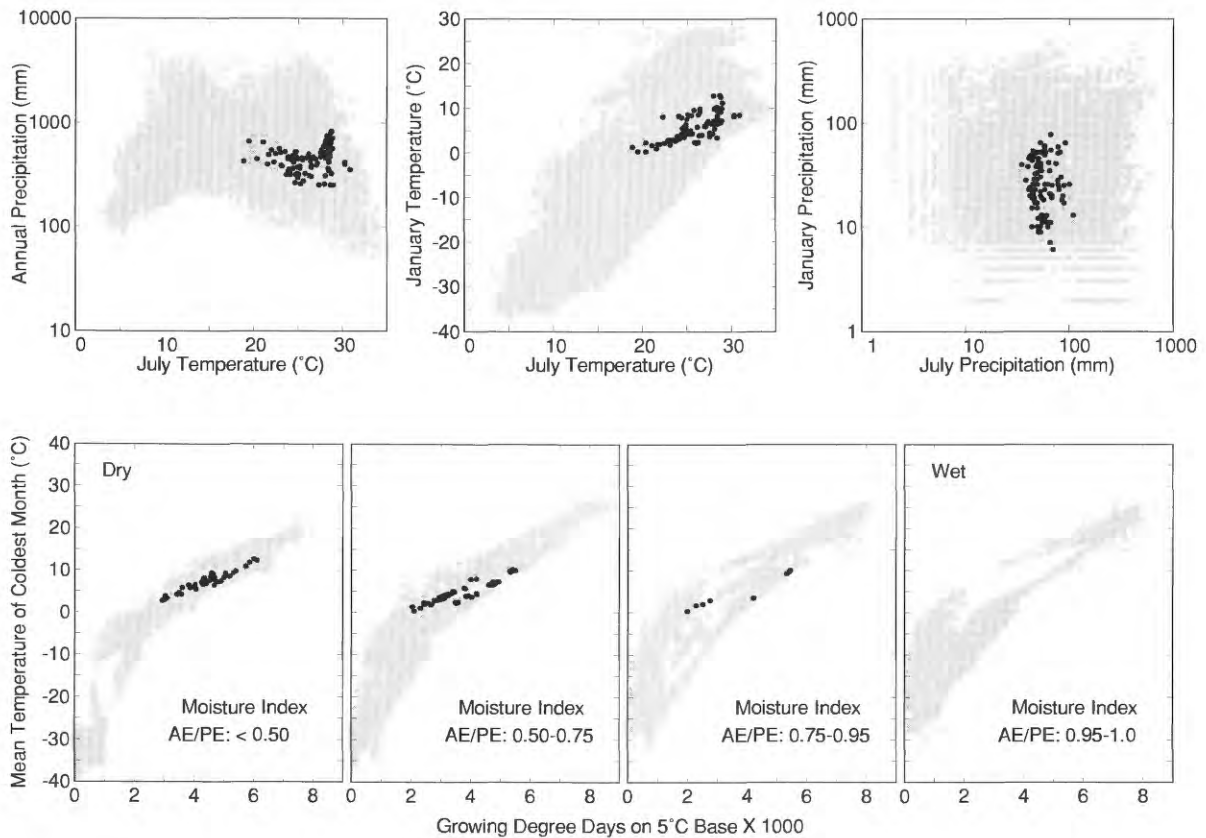 10000
1000
100
10
Annual Precipitation (mm)
0 10 20 30
July Temperature (˚C)
30
20
10
0
-10
-20
-30
-40
January Temperature (˚C)
0 10 20 30
July Temperature (˚C)
1000
100
10
1
January Precipitation (mm)
1 10 100 1000
July Precipitation (mm)
Mean Temperature of Coldest Month (˚C)
40
30
20
10
0
-10
-20
-30
-40
Dry
Moisture Index
AE/PE: < 0.50
0 2 4 6 8
Moisture Index
AE/PE: 0.50-0.75
0 2 4 6 8
Moisture Index
AE/PE: 0.75-0.95
0 2 4 6 8
Wet
Moisture Index
AE/PE: 0.95-1.0
0 2 4 6 8
Growing Degree Days on 5˚C Base X 1000